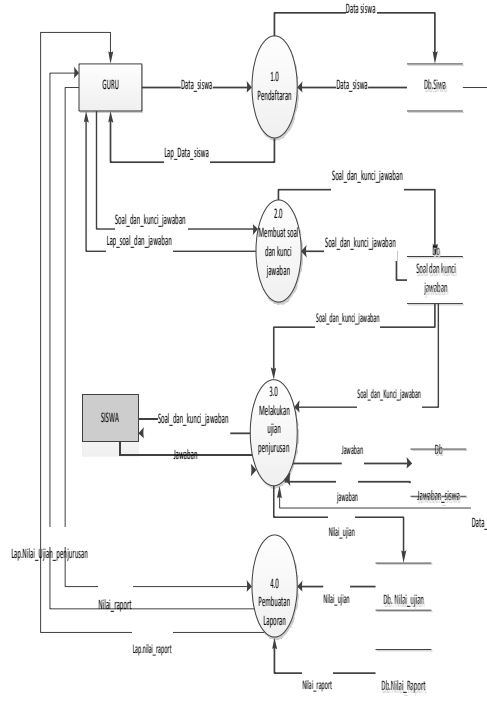 Data siswa
1.0
Pendaftaran
GURU
Data_siswa
Data_siswa
Db.Siwa
Lap_Data_siswa
Soal_dan_kunci_jawaban
2.0
Membuat soal
dan kunci
jawaban
Soal_dan_kunci_jawaban
Lap_soal_dan_jawaban
Soal_dan_kunci_jawaban
Db
Soal dan kunci
jawaban
Soal_dan_kunci_jawaban
3.0
Melakukan
ujian
penjurusan
Soal_dan_Kunci_jawaban
SISWA
Soal_dan_kunci_jawaban
Jawaban
Jawaban
Db
Jawaban_siswa
jawaban
Data_
Nilai_ujian
Lap.Nilai_Ujian_penjurusan
4.0
Pembuatan
Laporan
Nilai_ujian
Db. Nilai_ujian
Nilai_raport
Lap.nilai_raport
Nilai_raport
Db.Nilai_Raport